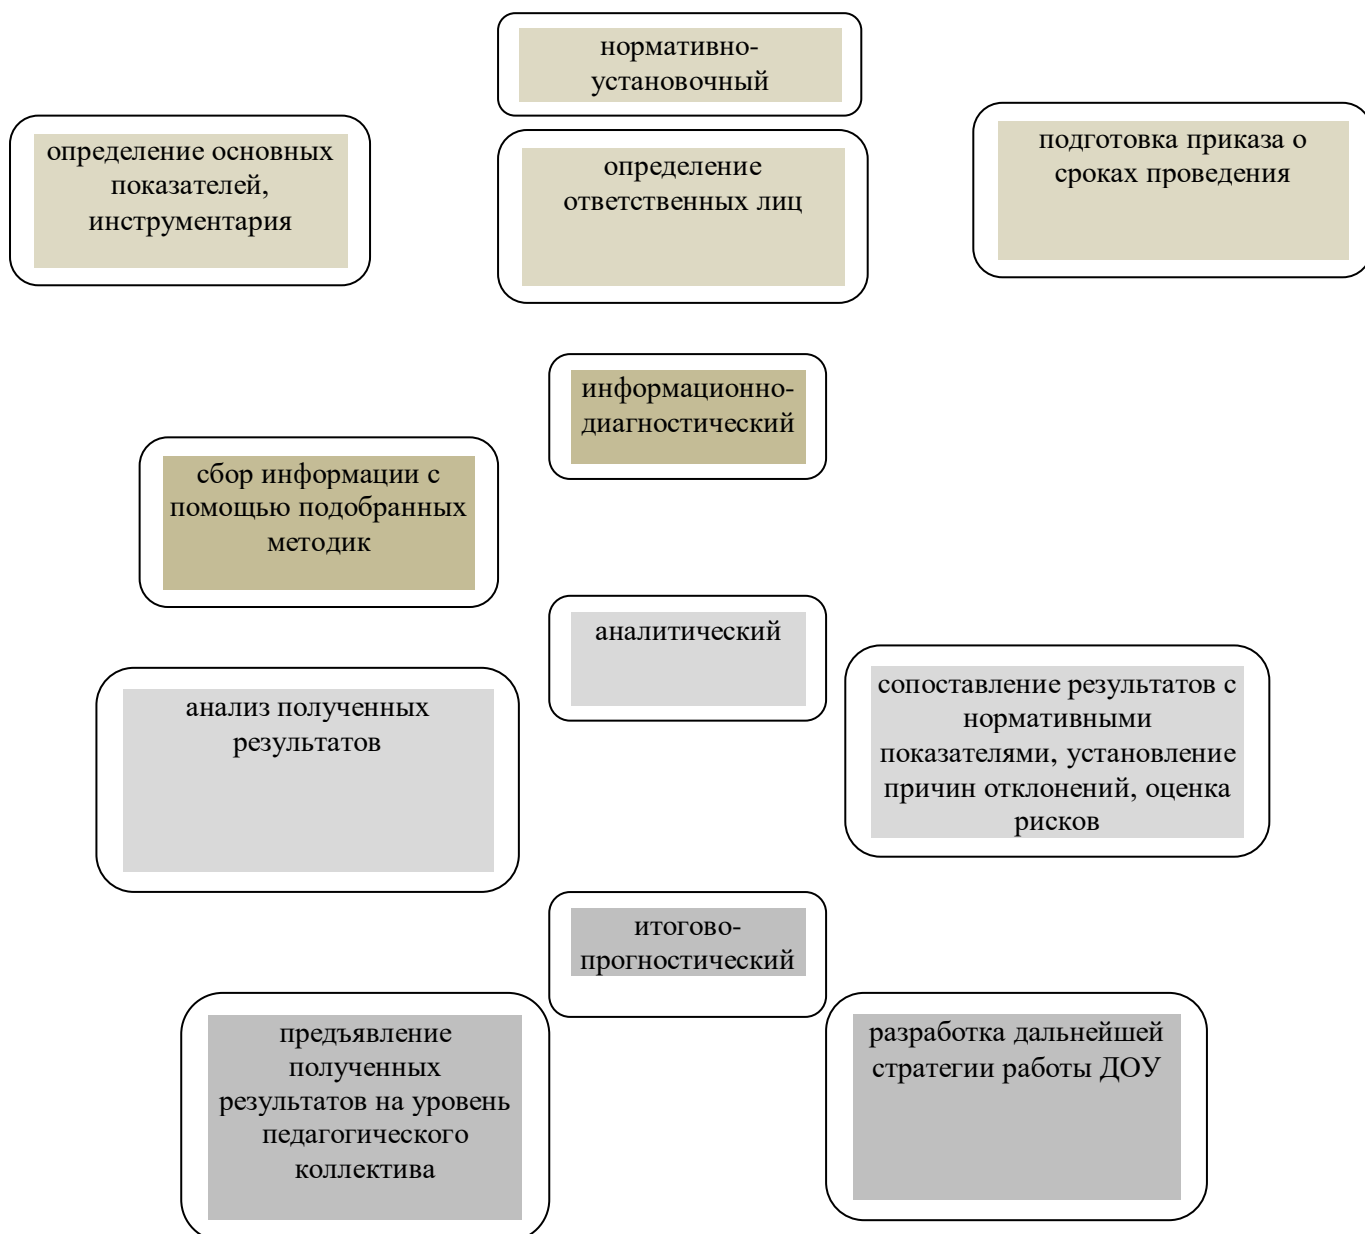 нормативно-
установочный
определение основных
показателей,
инструментария
определение
ответственных лиц
подготовка приказа о
сроках проведения
информационно-
диагностический
сбор информации с
помощью подобранных
методик
аналитический
анализ полученных
результатов
сопоставление результатов с
нормативными
показателями, установление
причин отклонений, оценка
рисков
итогово-
прогностический
предъявление
полученных
результатов на уровень
педагогического
коллектива
разработка дальнейшей
стратегии работы ДОУ